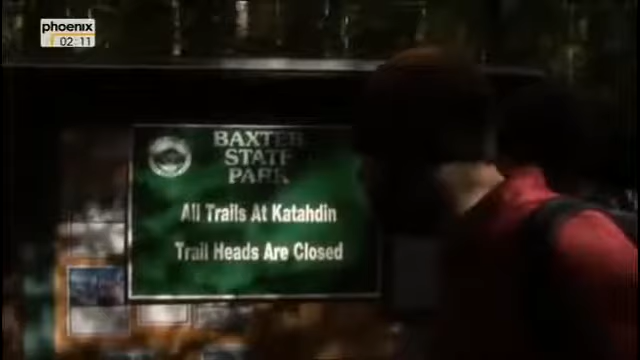 phoenix
02:11
BAXTER
STATE
PARK
All Trails At Katahdin
Trail Heads Are Closed